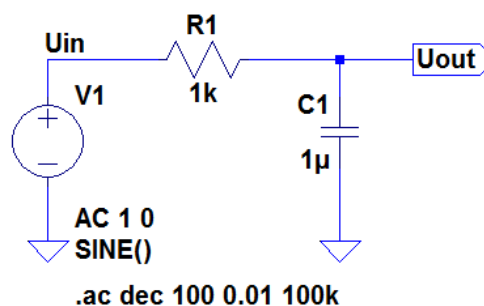 R1
Uin
Uout
V1
1k
C1
1µ
AC 1 0
SINE()
.ac dec 100 0.01 100k